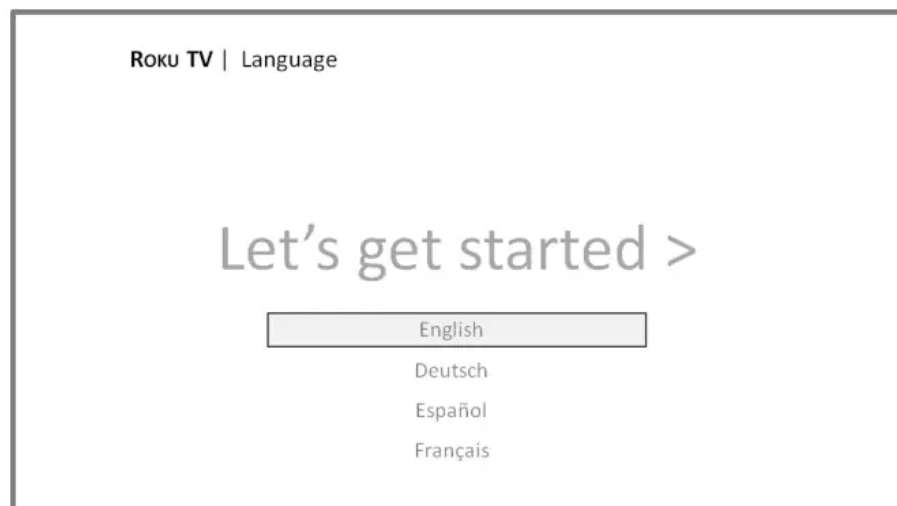 Roku TV | Language
Let’s get started >
English
Deutsch
Español
Français